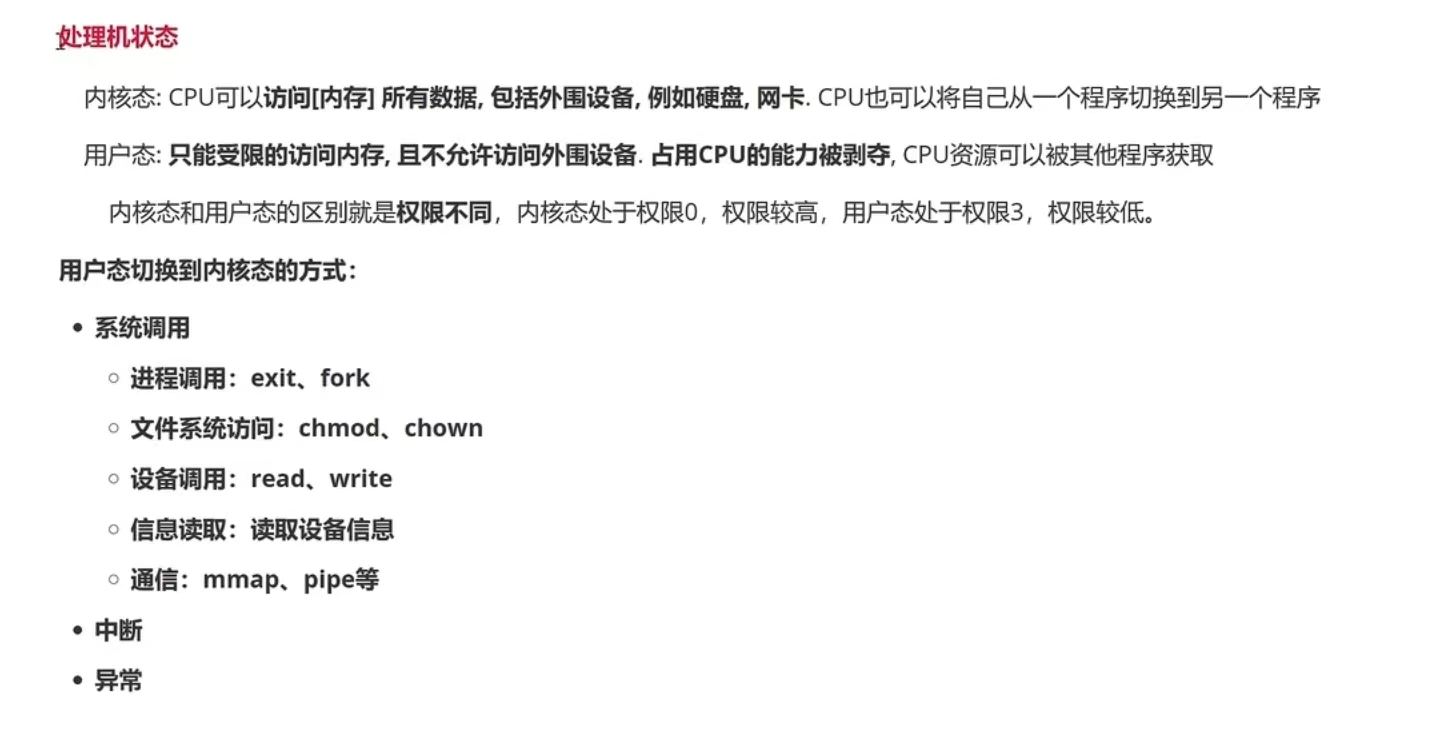 处理机状态
内核态: CPU可以访问[内存] 所有数据, 包括外围设备, 例如硬盘, 网卡. CPU也可以将自己从一个程序切换到另一个程序
用户态: 只能受限的访问内存, 且不允许访问外围设备. 占用CPU的能力被剥夺, CPU资源可以被其他程序获取
内核态和用户态的区别就是权限不同，内核态处于权限0，权限较高，用户态处于权限3，权限较低。
用户态切换到内核态的方式：
• 系统调用
○ 进程调用：exit、fork
○ 文件系统访问：chmod、chown
○ 设备调用：read、write
○ 信息读取：读取设备信息
○ 通信：mmap、pipe等
• 中断
• 异常